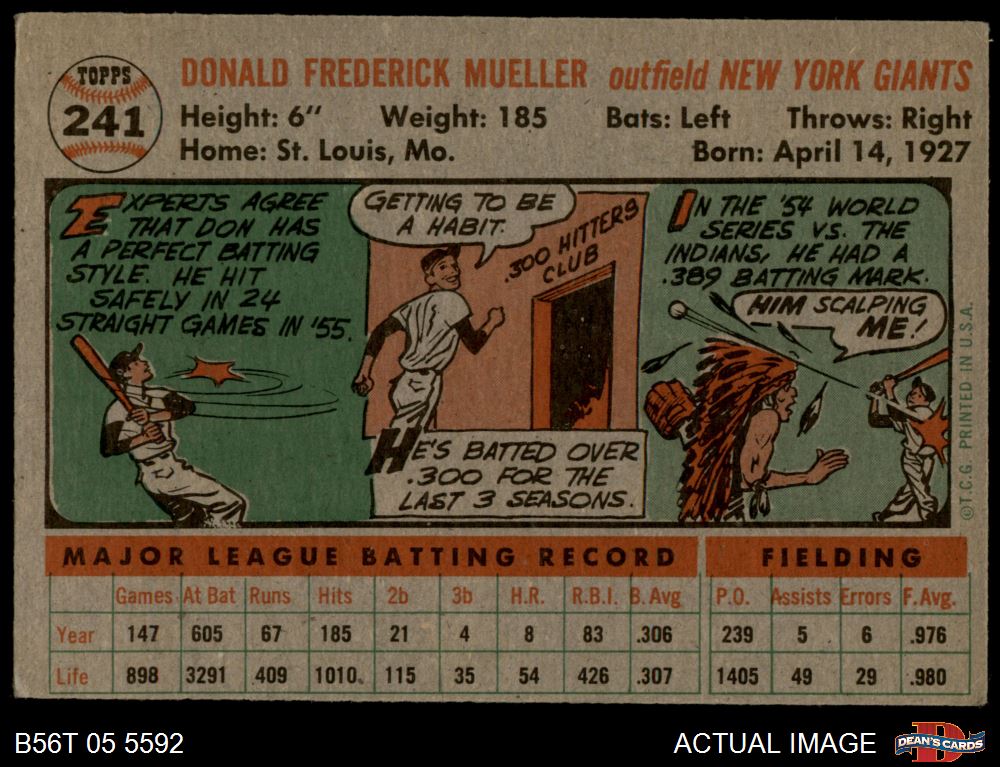 TOPPS
241
DONALD FREDERICK MUELLER outfield NEW YORK GIANTS
Height: 6" Weight: 185 Bats: Left Throws: Right
Home: St. Louis, Mo. Born: April 14, 1927
EXPERTS AGREE
THAT DON HAS
A PERFECT BATTING
STYLE. HE HIT
SAFELY IN 24
STRAIGHT GAMES IN '55.
GETTING TO BE
A HABIT.
.300 HITTERS
CLUB
HE'S BATTED OVER
.300 FOR THE
LAST 3 SEASONS.
IN THE '54 WORLD
SERIES VS. THE
INDIANS, HE HAD A
.389 BATTING MARK.
HIM SCALPING
ME!
©T.C.G. PRINTED IN U.S.A.
MAJOR LEAGUE BATTING RECORD FIELDING
Games At Bat Runs Hits 2b 3b H.R. R.B.I. B. Avg P.O. Assists Errors F. Avg.
Year 147 605 67 185 21 4 8 83 .306 239 5 6 .976
Life 898 3291 409 1010 115 35 54 426 .307 1405 49 29 .980
B56T 05 5592 ACTUAL IMAGE
DEAN'S CARDS